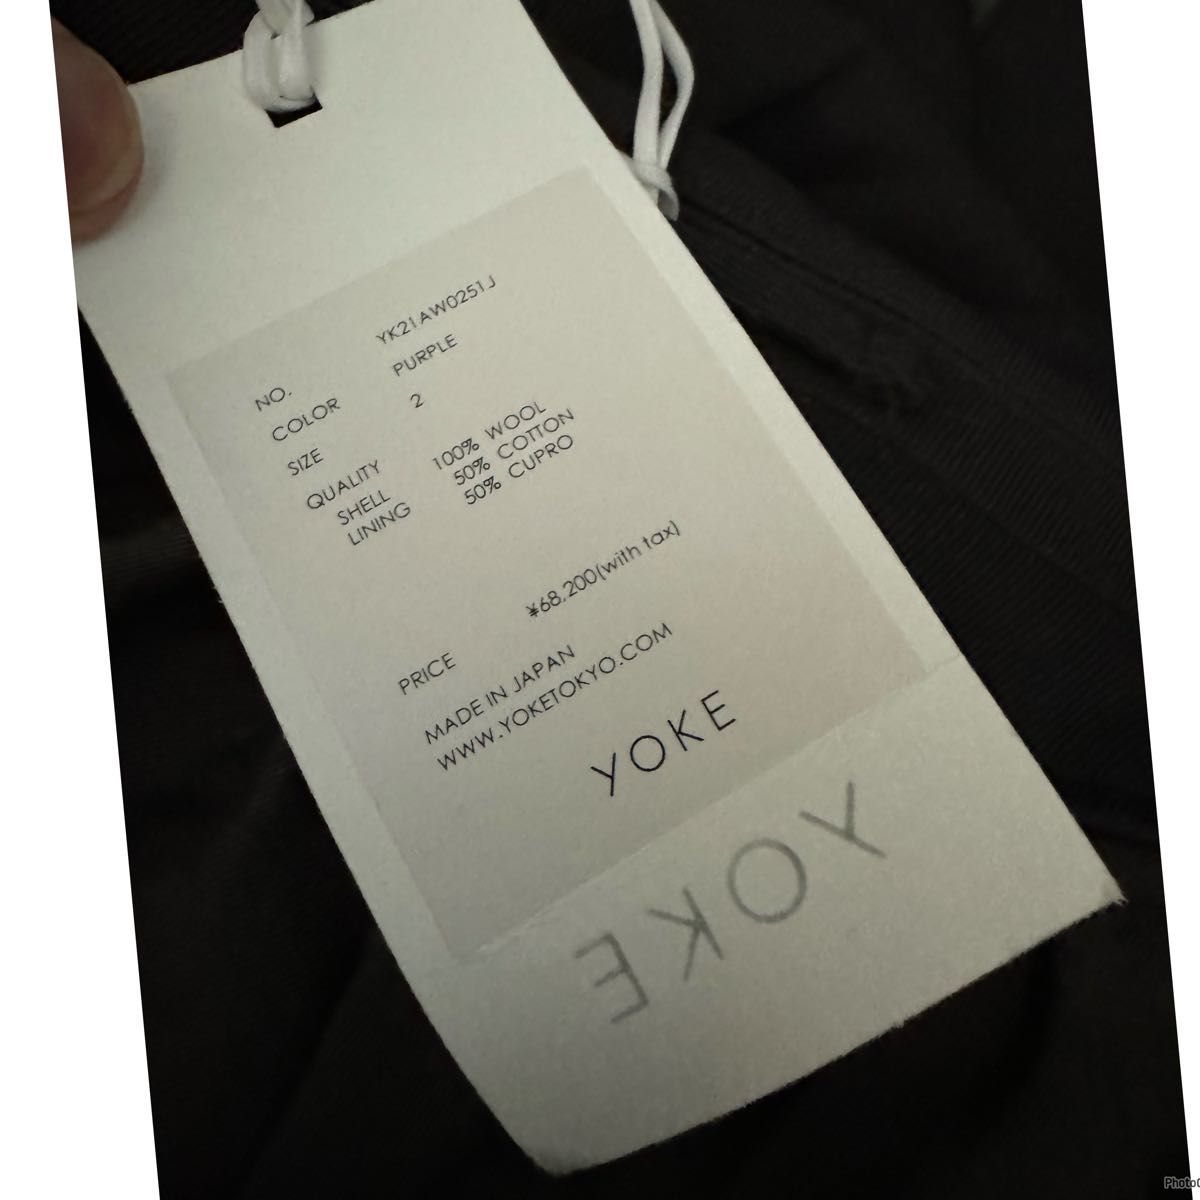 NO. YK21AW0251J
COLOR PURPLE
SIZE 2
QUALITY
SHELL 100% WOOL
LINING 50% COTTON
50% CUPRO
PRICE ¥68,200(with tax)
MADE IN JAPAN
WWW.YOKETOKYO.COM
YOKE
YOKE